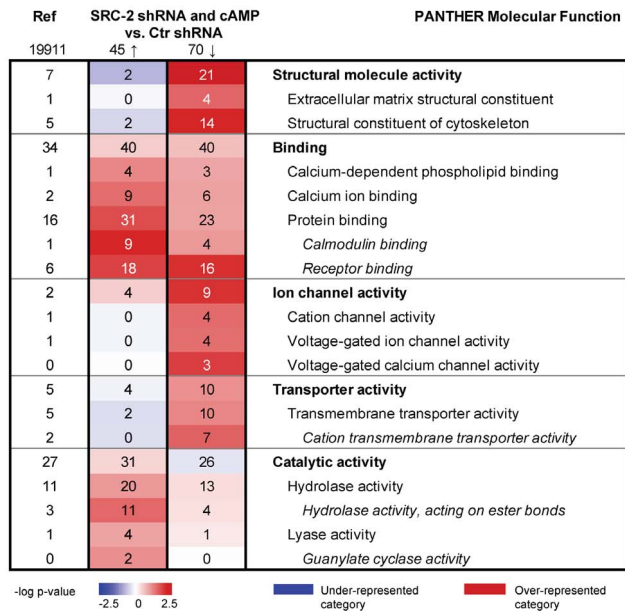 Ref SRC-2 shRNA and cAMP PANTHER Molecular Function
vs. Ctr shRNA
19911 45 ↑ 70 ↓
7 2 21 Structural molecule activity
1 0 4 Extracellular matrix structural constituent
5 2 14 Structural constituent of cytoskeleton
34 40 40 Binding
1 4 3 Calcium-dependent phospholipid binding
2 9 6 Calcium ion binding
16 31 23 Protein binding
1 9 4 Calmodulin binding
6 18 16 Receptor binding
2 4 9 Ion channel activity
1 0 4 Cation channel activity
1 0 4 Voltage-gated ion channel activity
0 0 3 Voltage-gated calcium channel activity
5 4 10 Transporter activity
5 2 10 Transmembrane transporter activity
2 0 7 Cation transmembrane transporter activity
27 31 26 Catalytic activity
11 20 13 Hydrolase activity
3 11 4 Hydrolase activity, acting on ester bonds
1 4 1 Lyase activity
0 2 0 Guanylate cyclase activity
-log p-value -2.5 0 2.5 Under-represented category Over-represented category